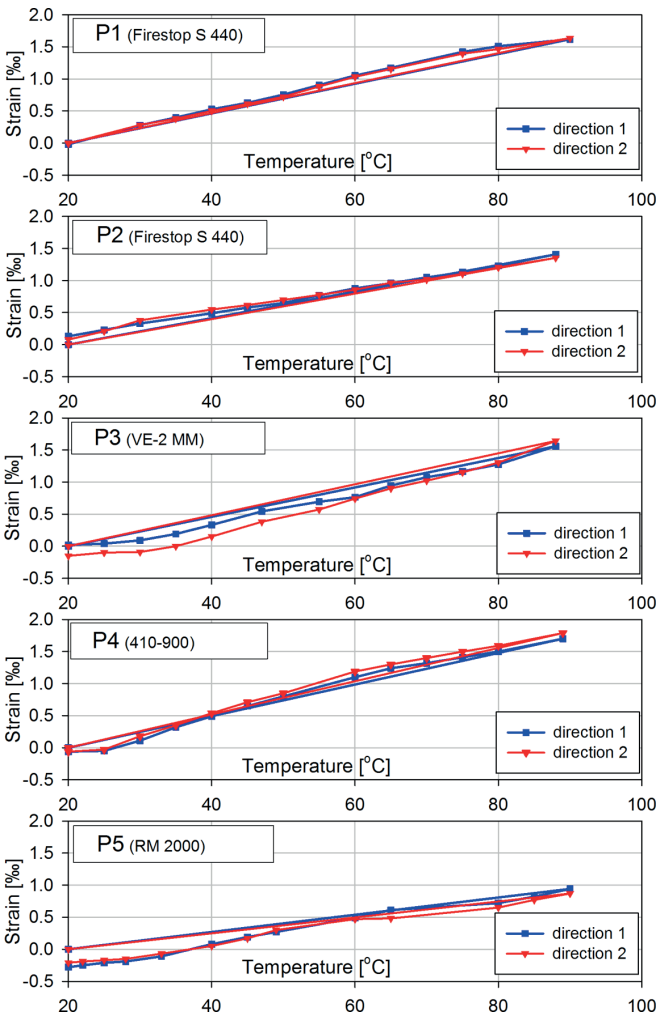 P1 (Firestop S 440)
2.0
1.5
1.0
0.5
0.0
-0.5
Strain [‰]
direction 1
direction 2
Temperature [°C]
20 40 60 80 100
P2 (Firestop S 440)
2.0
1.5
1.0
0.5
0.0
-0.5
Strain [‰]
direction 1
direction 2
Temperature [°C]
20 40 60 80 100
P3 (VE-2 MM)
2.0
1.5
1.0
0.5
0.0
-0.5
Strain [‰]
direction 1
direction 2
20 40 60 80 100
P4 (410-900)
2.0
1.5
1.0
0.5
0.0
-0.5
Strain [‰]
direction 1
direction 2
Temperature [°C]
20 40 60 80 100
P5 (RM 2000)
2.0
1.5
1.0
0.5
0.0
-0.5
Strain [‰]
direction 1
direction 2
Temperature [°C]
20 40 60 80 100